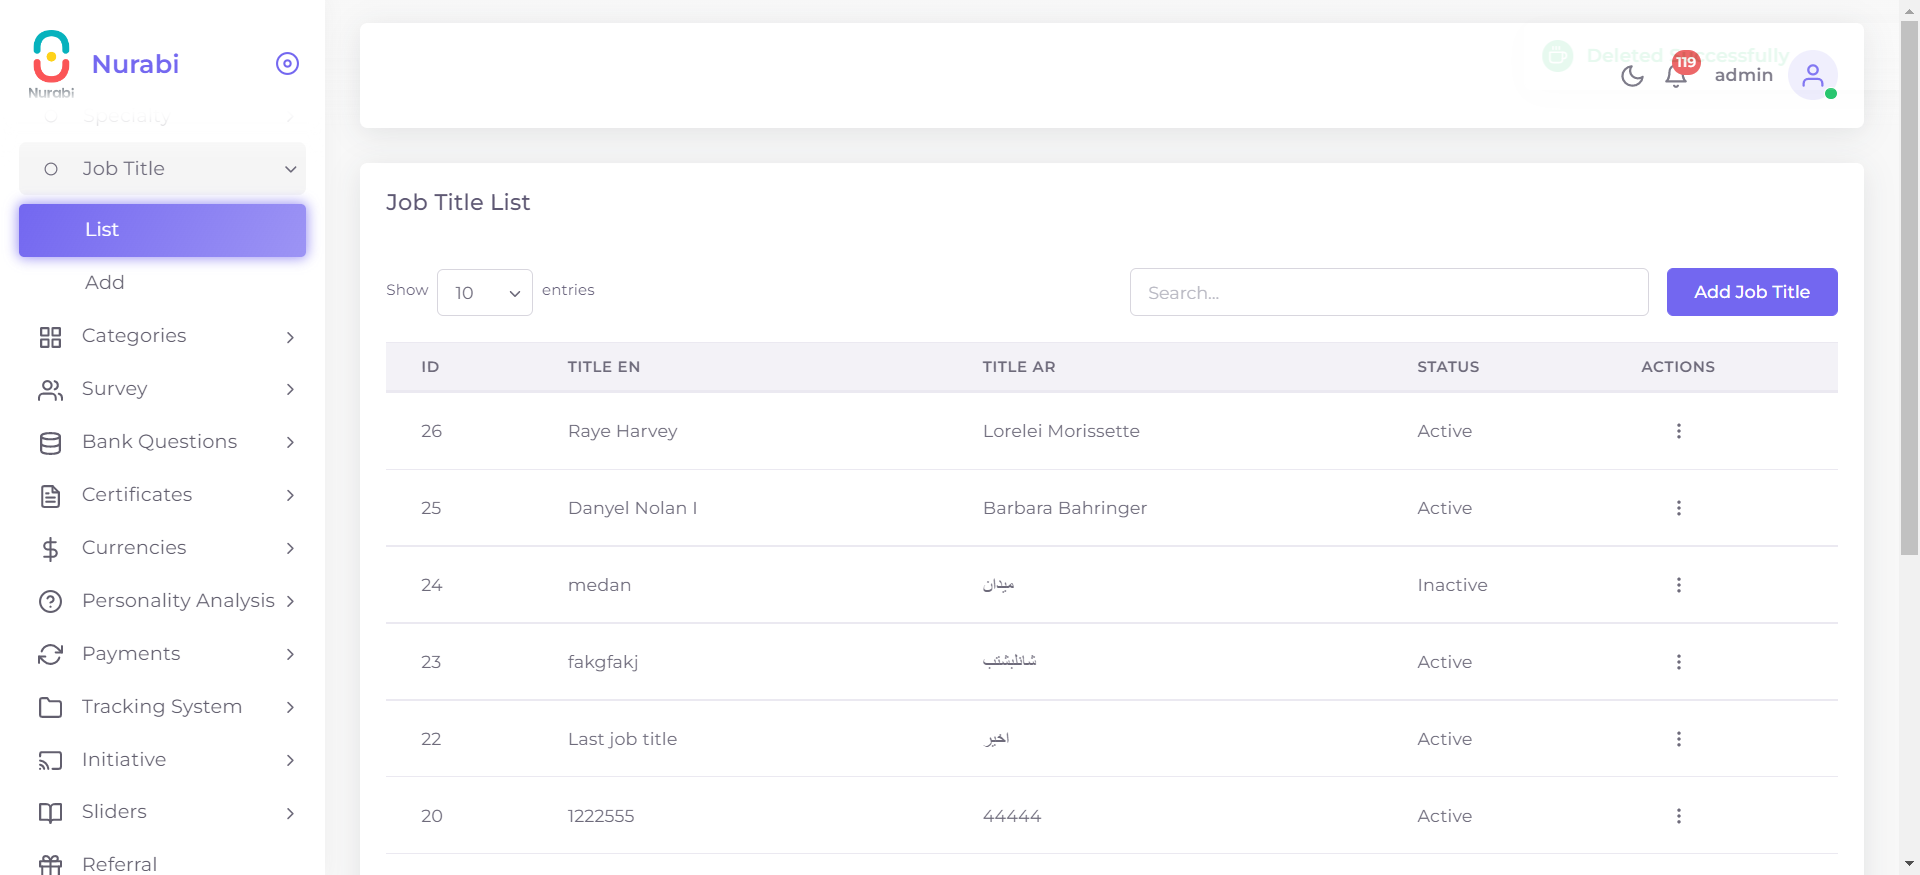 Nurabi
Nurabi
Specialty
Job Title
List
Add
Categories
Survey
Bank Questions
Certificates
Currencies
Personality Analysis
Payments
Tracking System
Initiative
Sliders
Referral
Deleted Successfully
119
admin
Job Title List
Show 10 entries
Search...
Add Job Title
ID TITLE EN TITLE AR STATUS ACTIONS
26 Raye Harvey Lorelei Morissette Active
25 Danyel Nolan I Barbara Bahringer Active
24 medan ميدان Inactive
23 fakgfakj Active
22 Last job title اخير Active
20 1222555 44444 Active